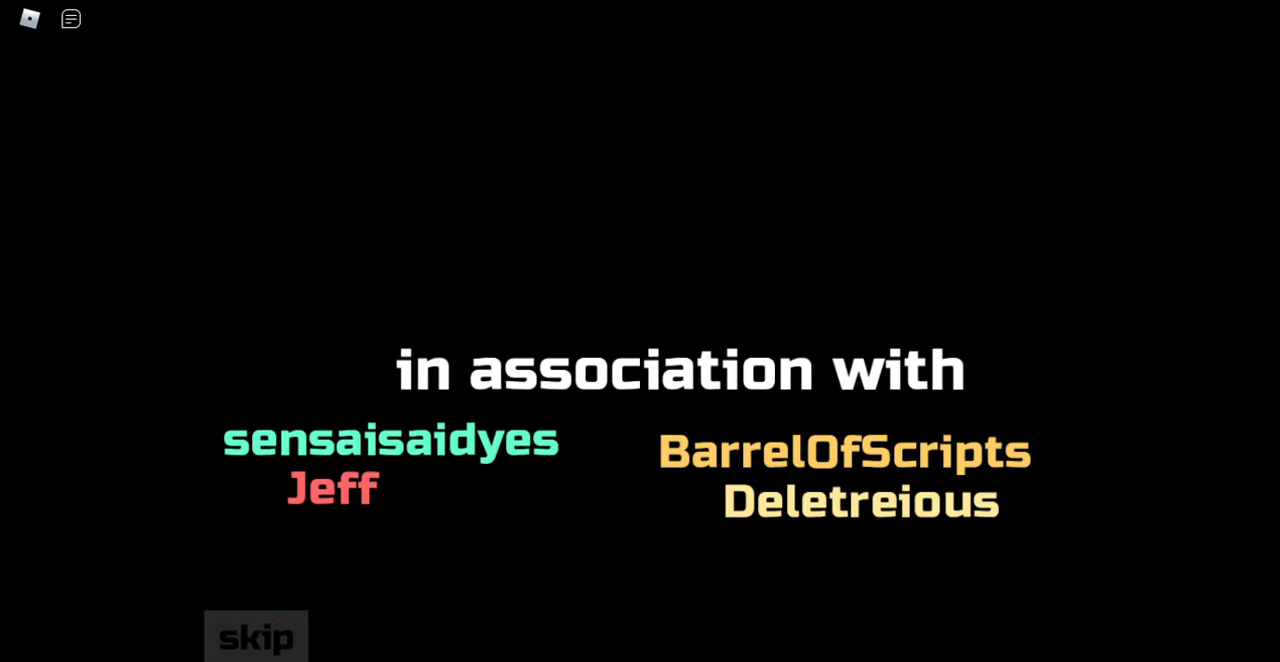 in association with
sensaisaidyes
BarrelOfScripts
Jeff
Deletreious
skip